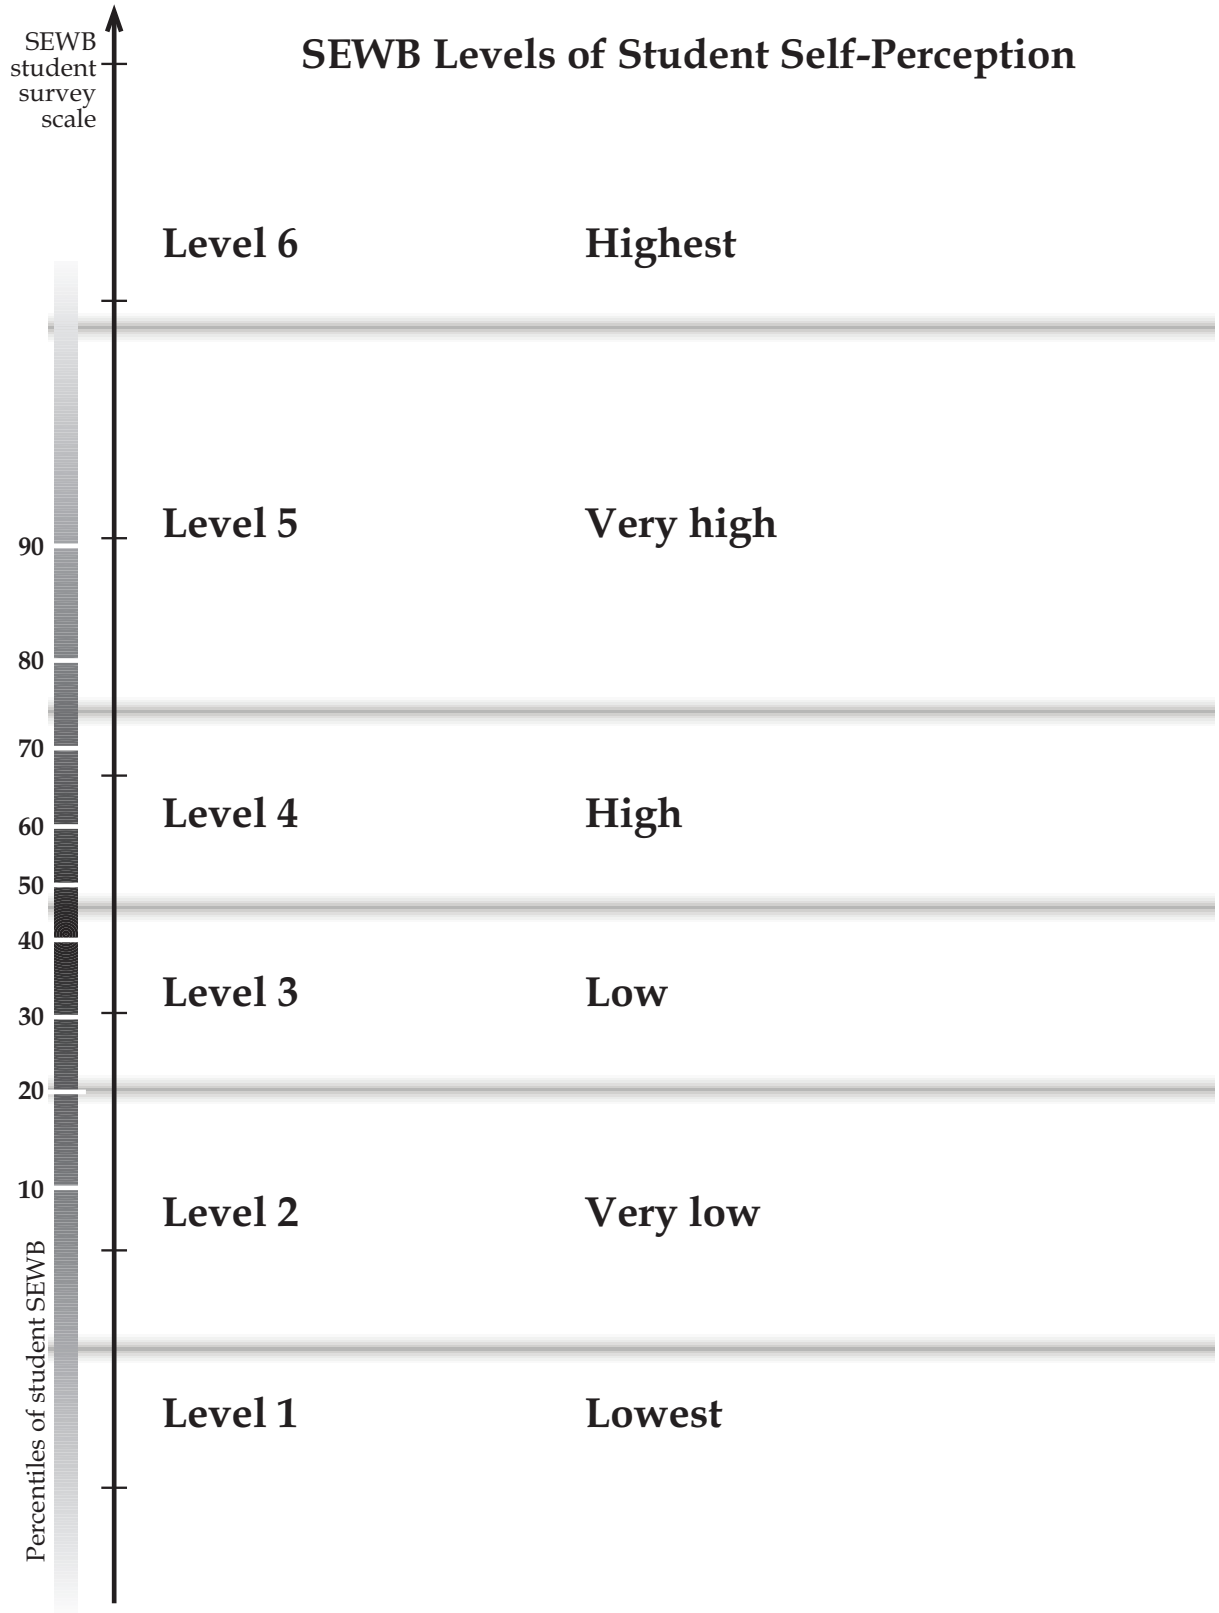 SEWB
student
survey
scale
SEWB Levels of Student Self-Perception
Level 6 Highest
Level 5 Very high
90
80
70
Level 4 High
60
50
40
Level 3 Low
30
20
10
Level 2 Very low
Percentiles of student SEWB
Level 1 Lowest